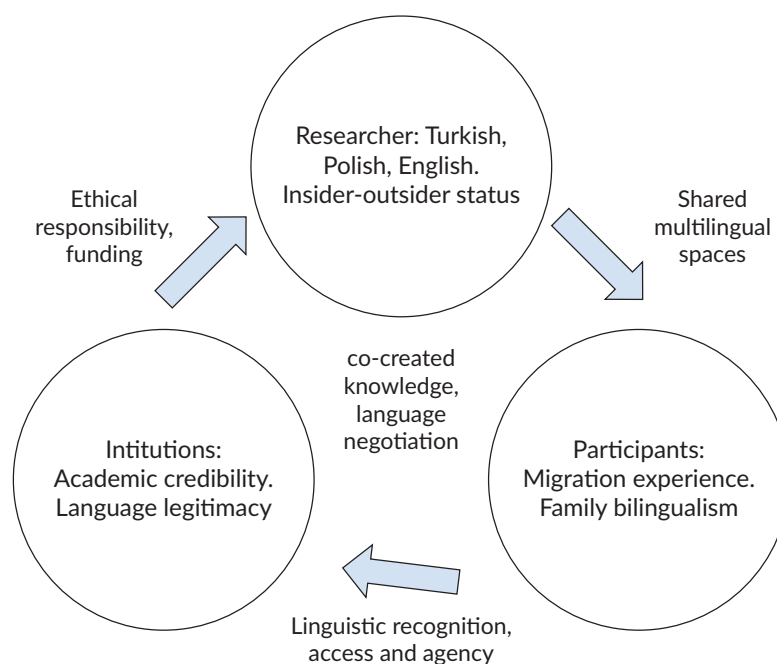 Researcher: Turkish,
Polish, English.
Insider-outsider status
Ethical
responsibility,
funding
Shared
multilingual
spaces
co-created
knowledge,
language
negotiation
Intitutions:
Academic credibility.
Language legitimacy
Participants:
Migration experience.
Family bilingualism
Linguistic recognition,
access and agency